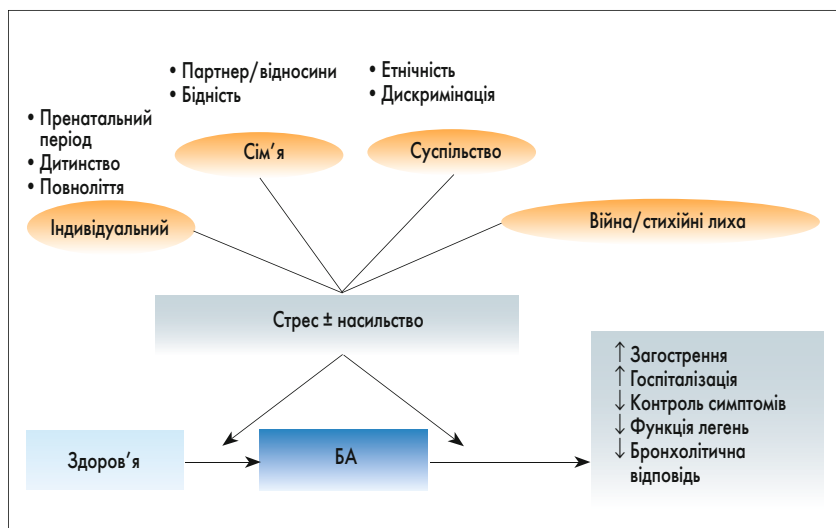 • Партнер/відносини
• Бідність
• Етнічність
• Дискримінація
• Пренатальний
період
• Дитинство
• Повноліття
Сім’я
Суспільство
Індивідуальний
Війна/стихійні лиха
Стрес ± насильство
↑ Загострення
↑ Госпіталізація
↓ Контроль симптомів
↓ Функція легень
↓ Бронхолітична
відповідь
Здоров’я
БА